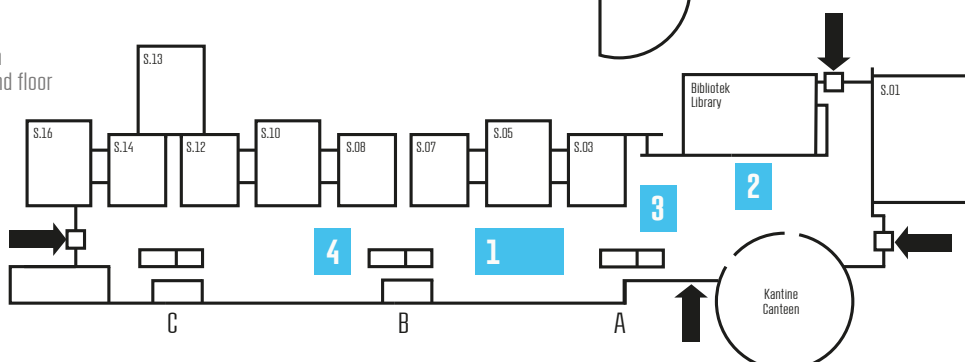 nd floor
S.13
S.16
S.14
S.12
S.10
S.08
S.07
S.05
S.03
Bibliotek
Library
S.01
1
2
3
4
Kantine
Canteen
C
B
A